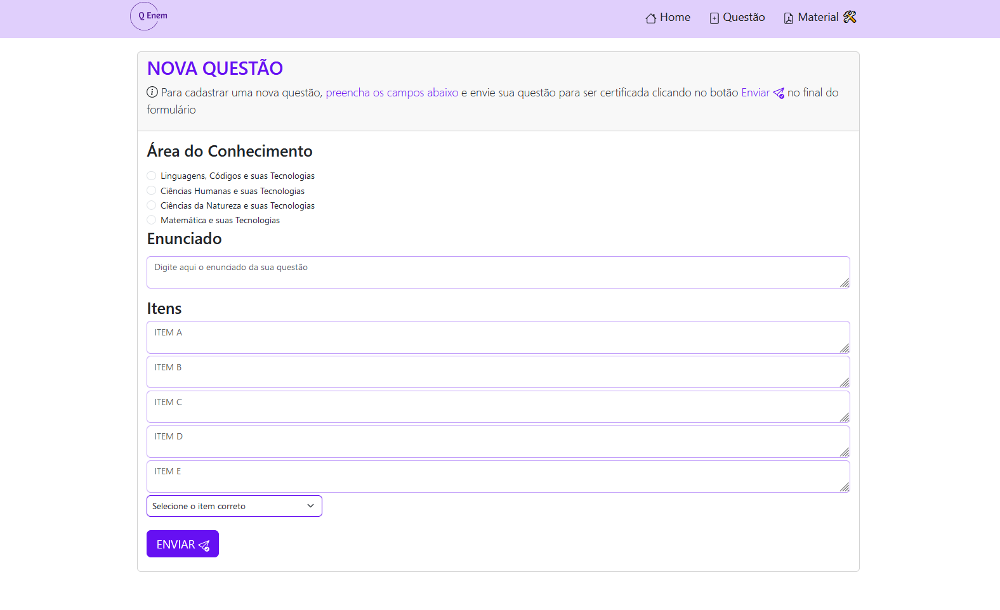 Q Enem
Home
Questão
Material
NOVA QUESTÃO
Para cadastrar uma nova questão, preencha os campos abaixo e envie sua questão para ser certificada clicando no botão Enviar no final do
formulário
Área do Conhecimento
Linguagens, Códigos e suas Tecnologias
Ciências Humanas e suas Tecnologias
Ciências da Natureza e suas Tecnologias
Matemática e suas Tecnologias
Enunciado
Digite aqui o enunciado da sua questão
Itens
ITEM A
ITEM B
ITEM C
ITEM D
ITEM E
Selecione o item correto
ENVIAR